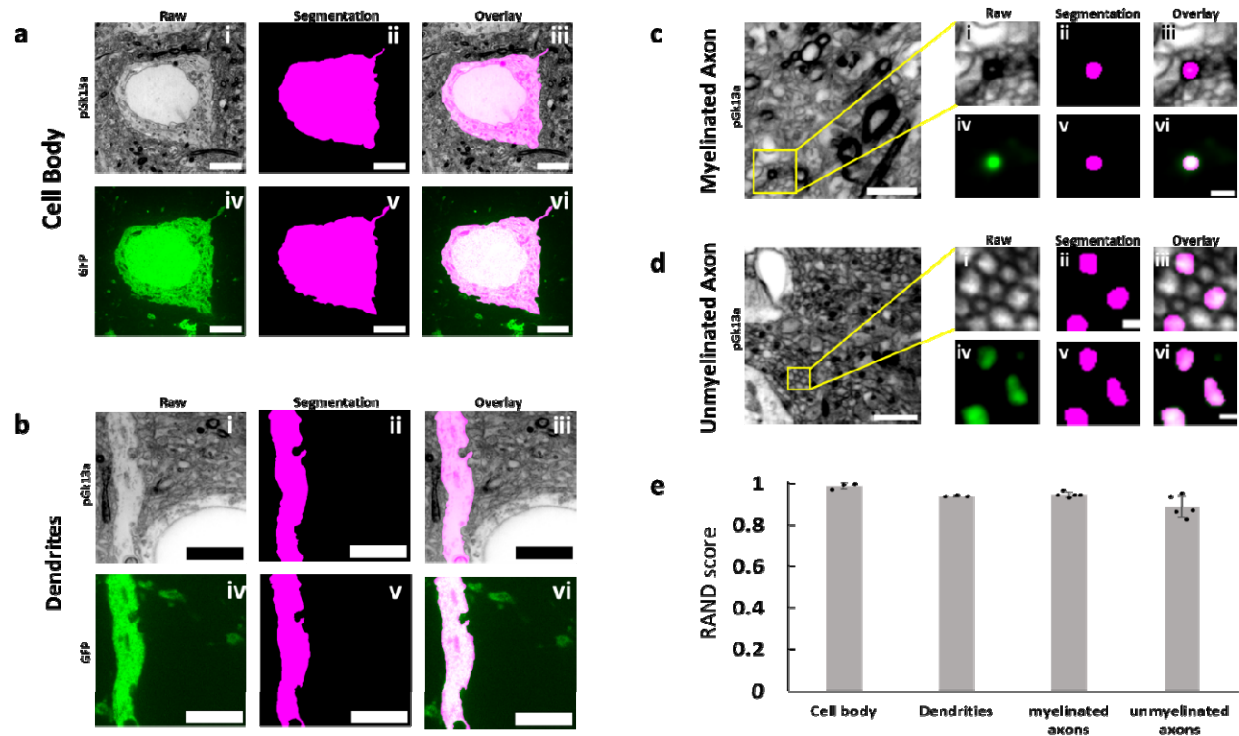 a
Raw
Segmentation
Overlay
Cell Body
pGk13a
i
ii
iii
GFP
iv
v
vi
b
Raw
Segmentation
Overlay
Dendrites
pGk13a
i
ii
iii
GFP
iv
v
vi
c
Myelinated Axon
pGk13a
Raw
Segmentation
Overlay
i
ii
iii
iv
v
vi
d
Unmyelinated Axon
pGk13a
Raw
Segmentation
Overlay
i
ii
iii
iv
v
vi
e
RAND score
1
0.8
0.6
0.4
0.2
0
Cell body
Dendrities
myelinated
axons
unmyelinated
axons